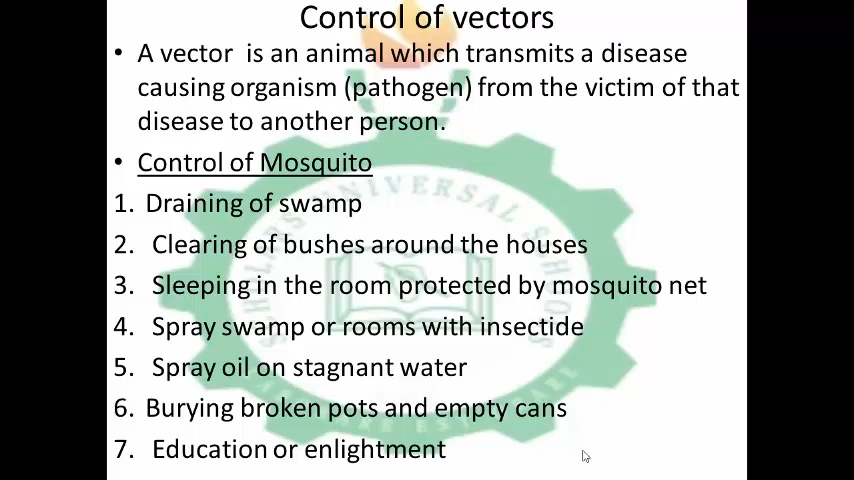 Control of vectors
• A vector is an animal which transmits a disease
causing organism (pathogen) from the victim of that
disease to another person.
• Control of Mosquito
1. Draining of swamp
2. Clearing of bushes around the houses
3. Sleeping in the room protected by mosquito net
4. Spray swamp or rooms with insectide
5. Spray oil on stagnant water
6. Burying broken pots and empty cans
7. Education or enlightment
SCHOLARS UNIVERSAL SCHOOLS